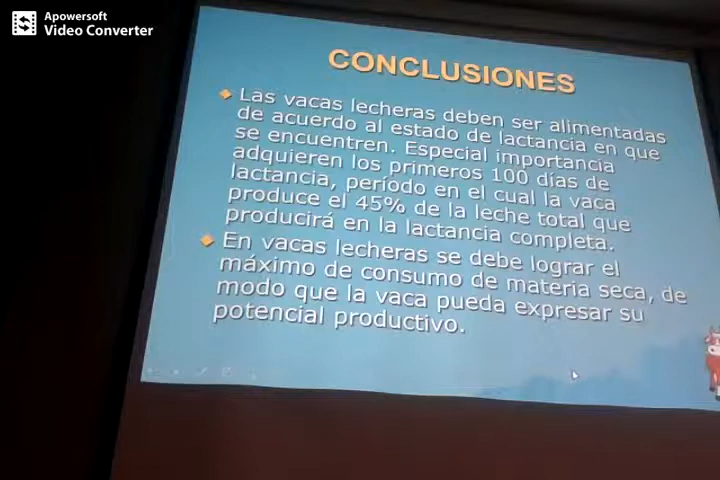 Apowersoft
Video Converter
CONCLUSIONES
Las vacas lecheras deben ser alimentadas
de acuerdo al estado de lactancia en que
se encuentren. Especial importancia
adquieren los primeros 100 días de
lactancia, período en el cual la vaca
produce el 45% de la leche total que
producirá en la lactancia completa.
En vacas lecheras se debe lograr el
máximo de consumo de materia seca, de
modo que la vaca pueda expresar su
potencial productivo.